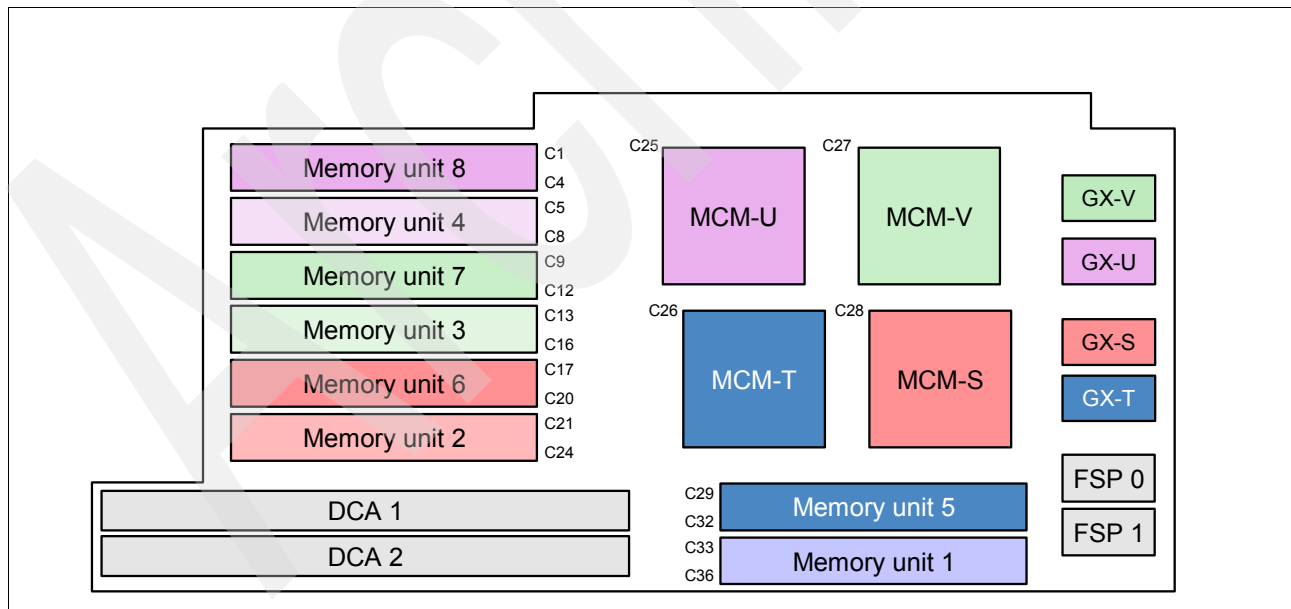 C1
Memory unit 8
C4
C5
Memory unit 4
C8
C9
Memory unit 7
C12
C13
Memory unit 3
C16
C17
Memory unit 6
C20
C21
Memory unit 2
C24
DCA 1
DCA 2
C25
MCM-U
C27
MCM-V
C26
MCM-T
C28
MCM-S
C29
Memory unit 5
C32
C33
Memory unit 1
C36
GX-V
GX-U
GX-S
GX-T
FSP 0
FSP 1